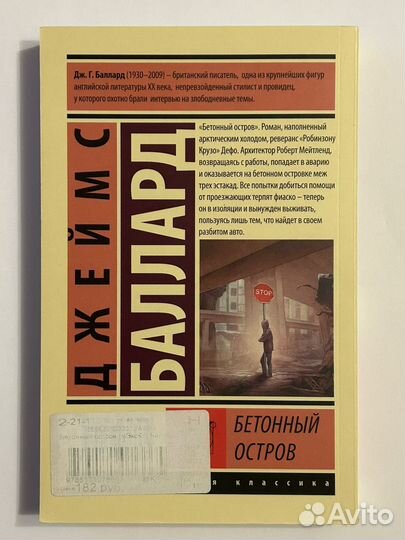 Дж. Г. Баллард (1930–2009) – британский писатель, одна из крупнейших фигур
английской литературы XX века, непревзойденный стилист и провидец,
у которого охотно брали интервью на злободневные темы.
ДЖЕЙМС
БАЛЛАРД
«Бетонный остров». Роман, наполненный
арктическим холодом, реверанс «Робинзону
Крузо» Дефо. Архитектор Роберт Мейтленд,
возвращаясь с работы, попадает в аварию
и оказывается на бетонном островке меж
трех эстакад. Все попытки добиться помощи
от проезжающих терпят фиаско – теперь
он в изоляции и вынужден выживать,
пользуясь лишь тем, что найдет в своем
разбитом авто.
STOP
БЕТОННЫЙ
ОСТРОВ
классика
2-21-1
182 руб.
Avito